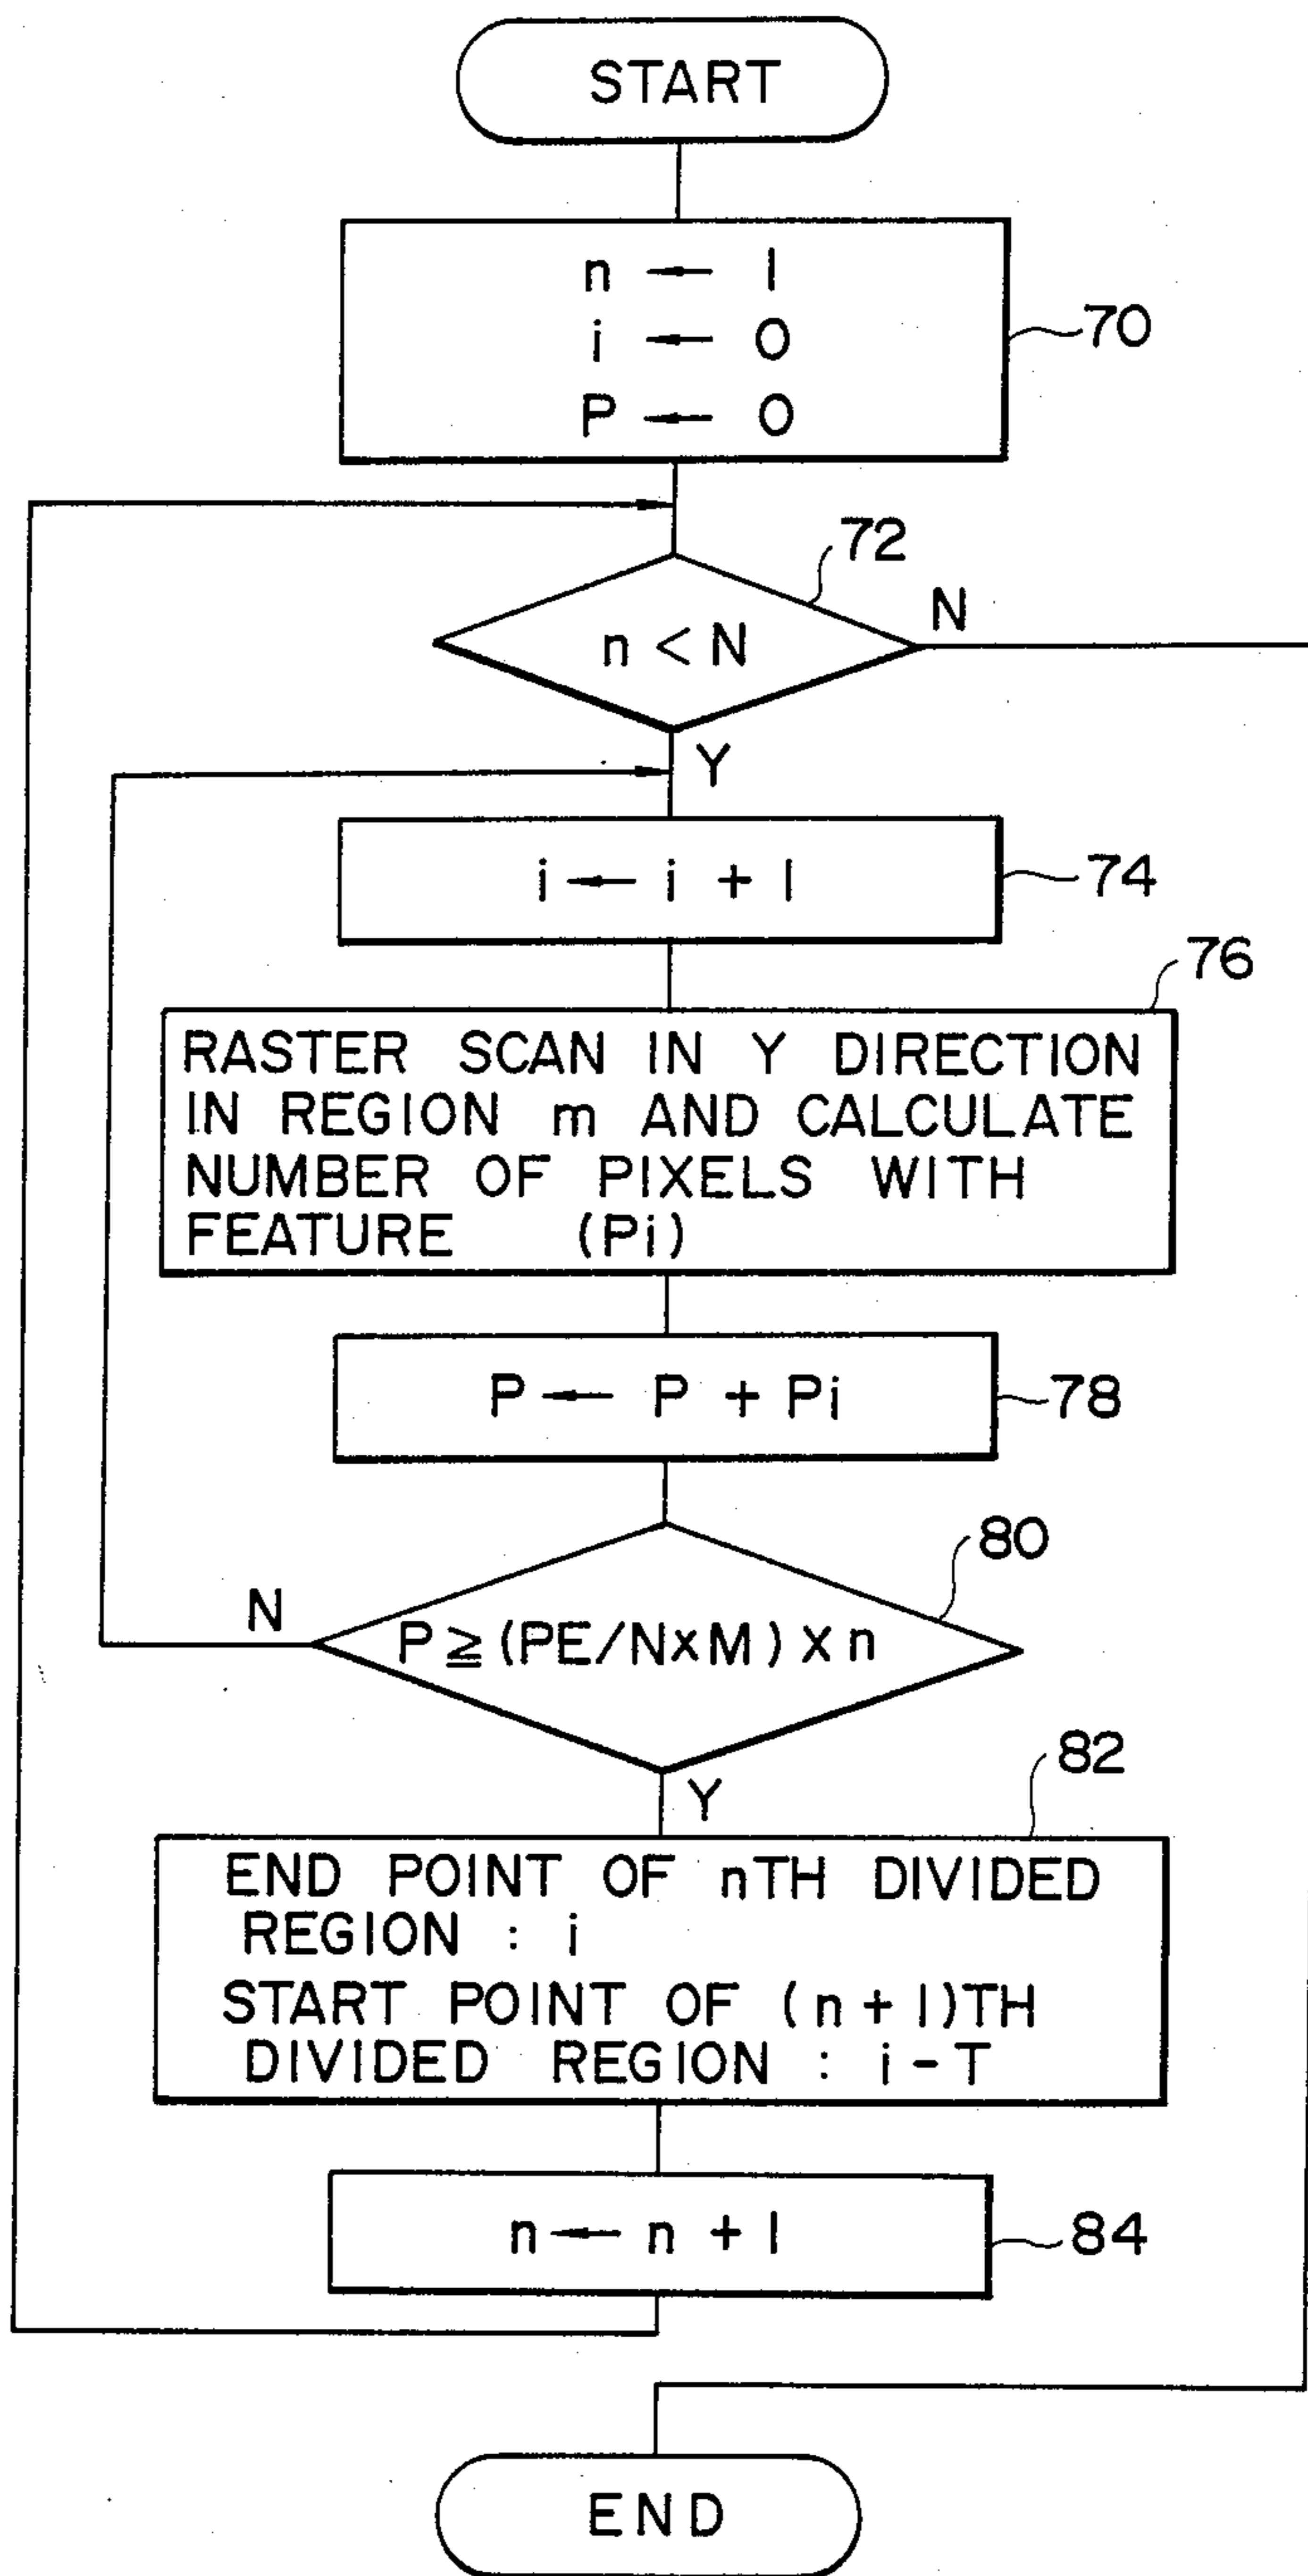 START
n ← 1
i ← 0
P ← 0
70
72
n < N
N
Y
i ← i + 1
74
76
RASTER SCAN IN Y DIRECTION
IN REGION m AND CALCULATE
NUMBER OF PIXELS WITH
FEATURE (Pi)
P ← P + Pi
78
80
N
P ≧ (PE/N×M) × n
Y
82
END POINT OF nTH DIVIDED
REGION : i
START POINT OF (n + 1)TH
DIVIDED REGION : i - T
n ← n + 1
84
END